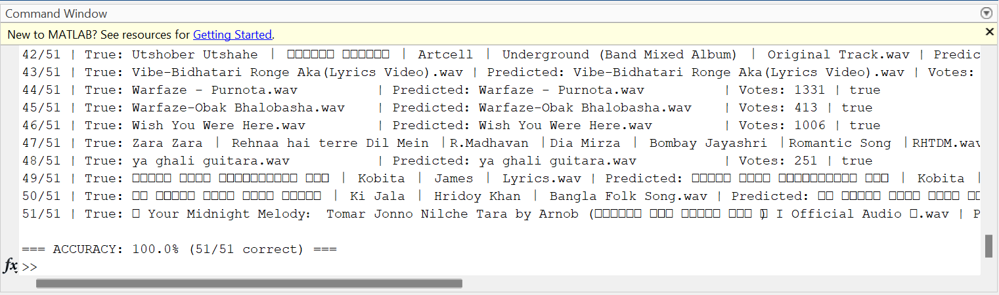 Command Window
New to MATLAB? See resources for Getting Started.
42/51 | True: Utshober Utshahe | □□□□□□ □□□□□□ | Artcell | Underground (Band Mixed Album) | Original Track.wav | Predic
43/51 | True: Vibe-Bidhatari Ronge Aka(Lyrics Video).wav | Predicted: Vibe-Bidhatari Ronge Aka(Lyrics Video).wav | Votes:
44/51 | True: Warfaze - Purnota.wav | Predicted: Warfaze - Purnota.wav | Votes: 1331 | true
45/51 | True: Warfaze-Obak Bhalobasha.wav | Predicted: Warfaze-Obak Bhalobasha.wav | Votes: 413 | true
46/51 | True: Wish You Were Here.wav | Predicted: Wish You Were Here.wav | Votes: 1006 | true
47/51 | True: Zara Zara | Rehnaa hai terre Dil Mein |R.Madhavan |Dia Mirza | Bombay Jayashri |Romantic Song |RHTDM.wav
48/51 | True: ya ghali guitara.wav | Predicted: ya ghali guitara.wav | Votes: 251 | true
49/51 | True: □□□□□ □□□□ □□□□□□□□□□ □□□ | Kobita | James | Lyrics.wav | Predicted: □□□□□ □□□□ □□□□□□□□□□ □□□ | Kobita |
50/51 | True: □□ □□□□□ □□□□ □□□□ □□□□□ | Ki Jala | Hridoy Khan | Bangla Folk Song.wav | Predicted: □□ □□□□□ □□□□ □□□□ □□
51/51 | True: □ Your Midnight Melody: Tomar Jonno Nilche Tara by Arnob (□□□□□□ □□□ □□□□□ □□□ □) I Official Audio □.wav | P
=== ACCURACY: 100.0% (51/51 correct) ===
fx >>